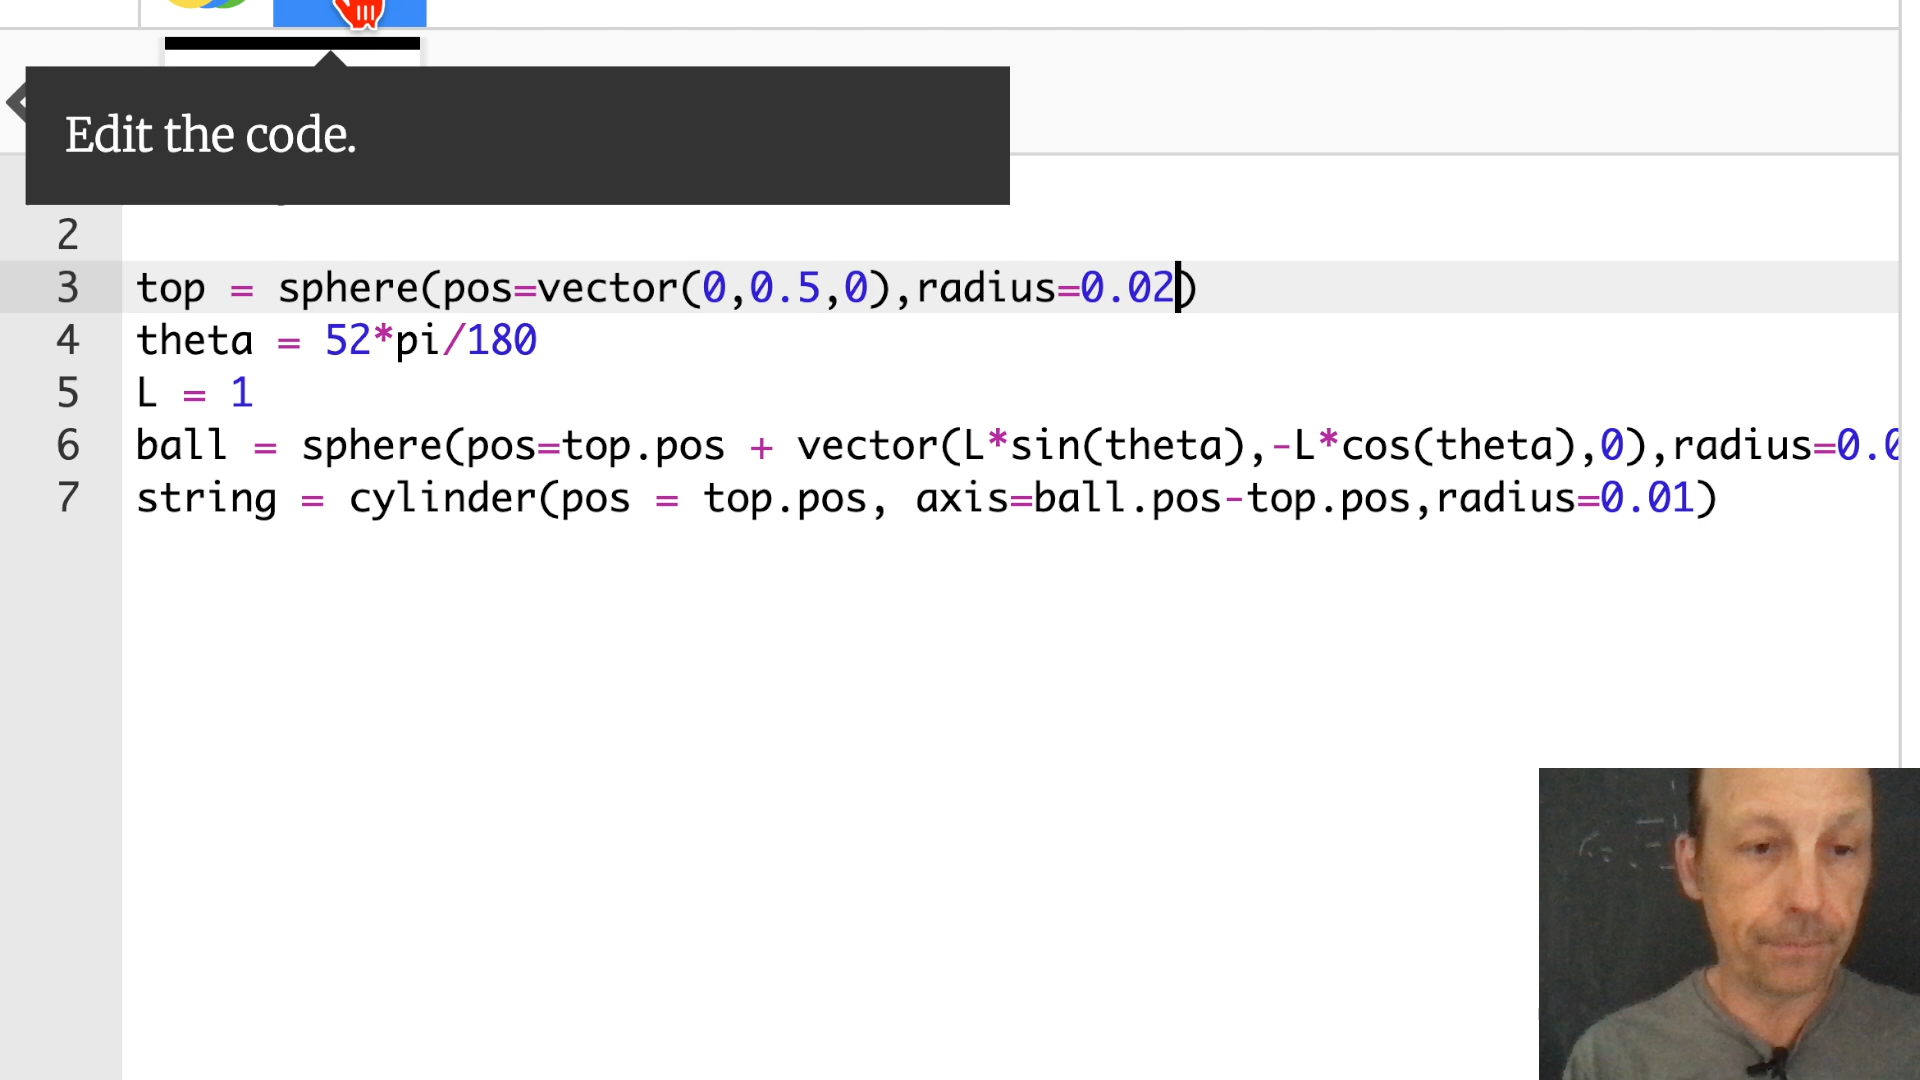 Edit the code.
2
3 top = sphere(pos=vector(0,0.5,0),radius=0.02)
4 theta = 52*pi/180
5 L = 1
6 ball = sphere(pos=top.pos + vector(L*sin(theta),-L*cos(theta),0),radius=0.0
7 string = cylinder(pos = top.pos, axis=ball.pos-top.pos,radius=0.01)